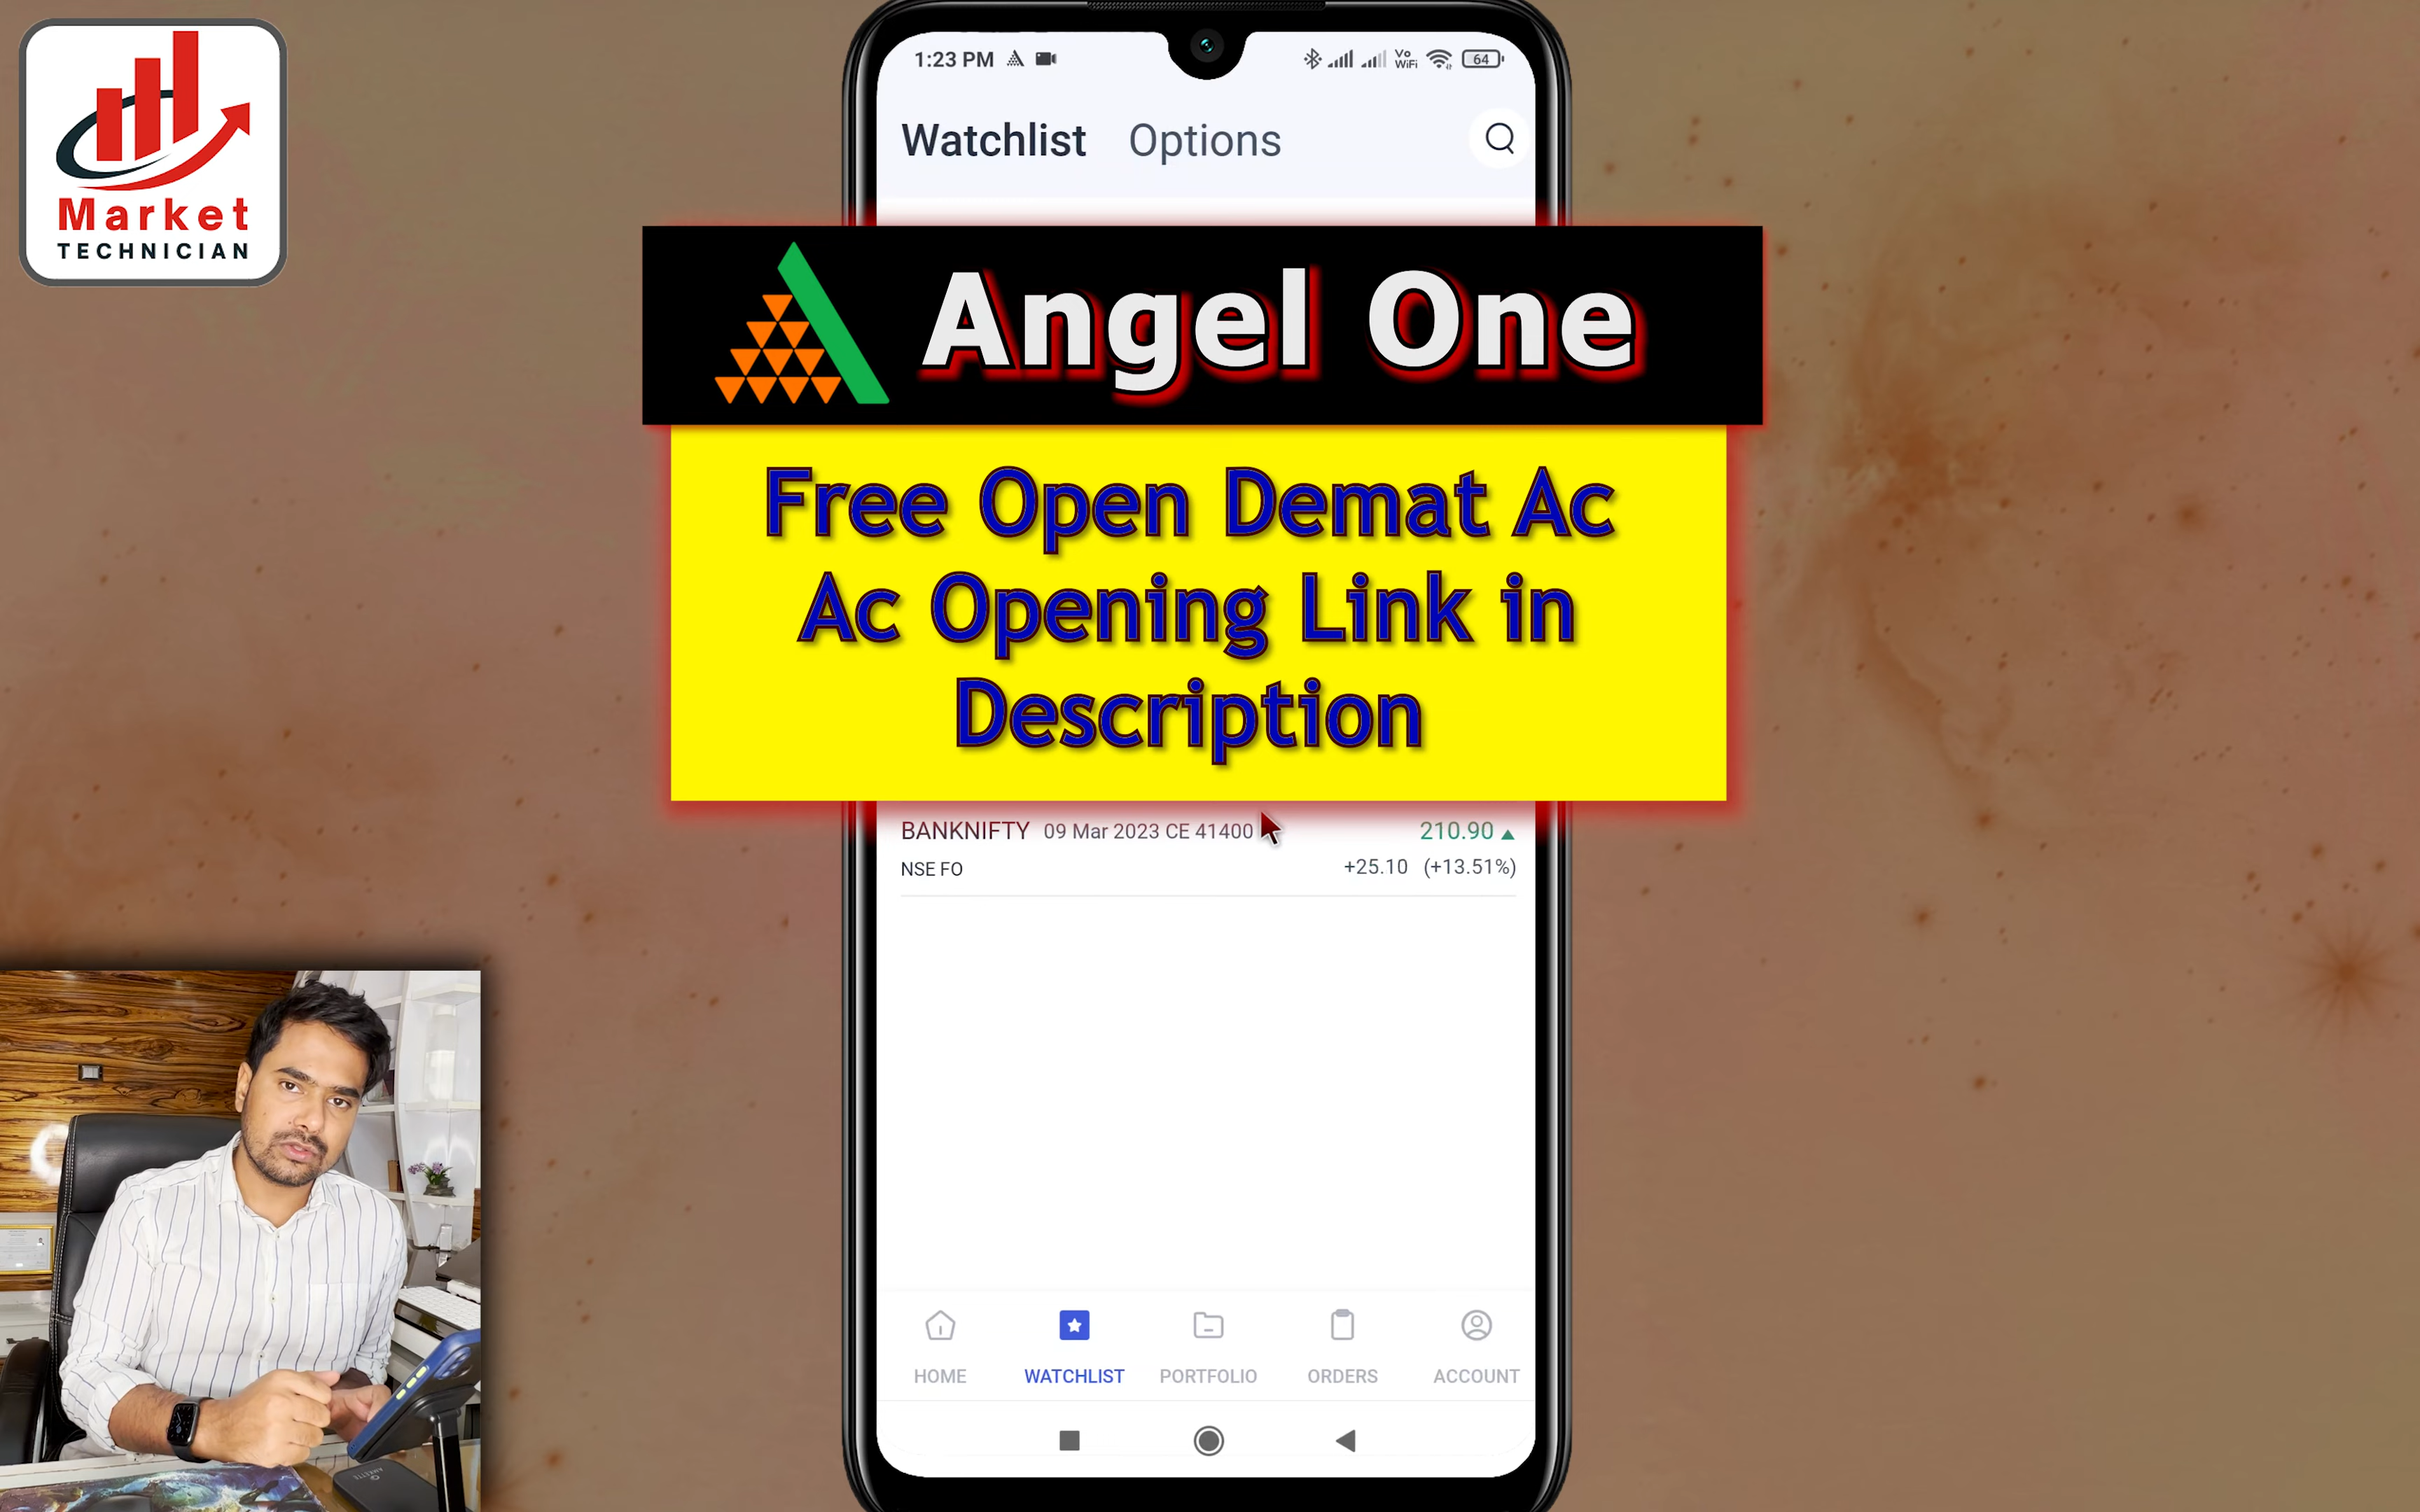 Market
TECHNICIAN
1:23 PM
Vo
WiFi
64
Watchlist Options
Angel One
Free Open Demat Ac
Ac Opening Link in
Description
BANKNIFTY 09 Mar 2023 CE 41400 210.90
NSE FO +25.10 (+13.51%)
HOME WATCHLIST PORTFOLIO ORDERS ACCOUNT